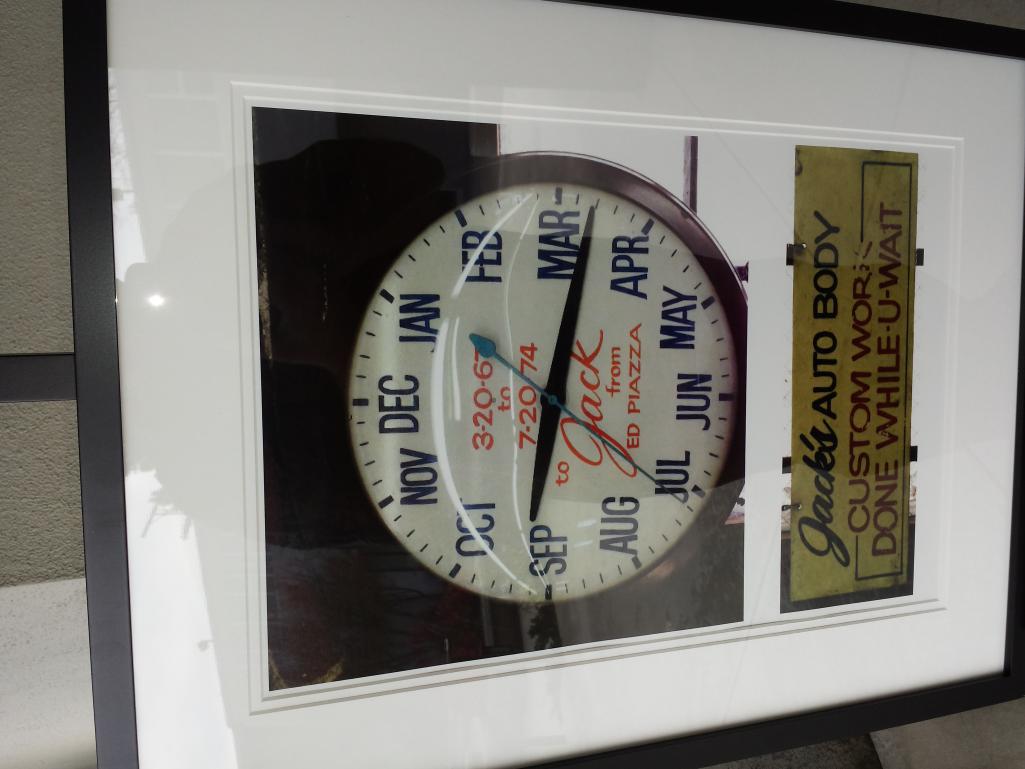 DEC
JAN
FEB
MAR
APR
MAY
JUN
JUL
AUG
SEP
OCT
NOV
3-20-67
to
7-20-74
to
Jack
from
ED PIAZZA
Jack's AUTO BODY
CUSTOM WORK
DONE WHILE-U-WAIT